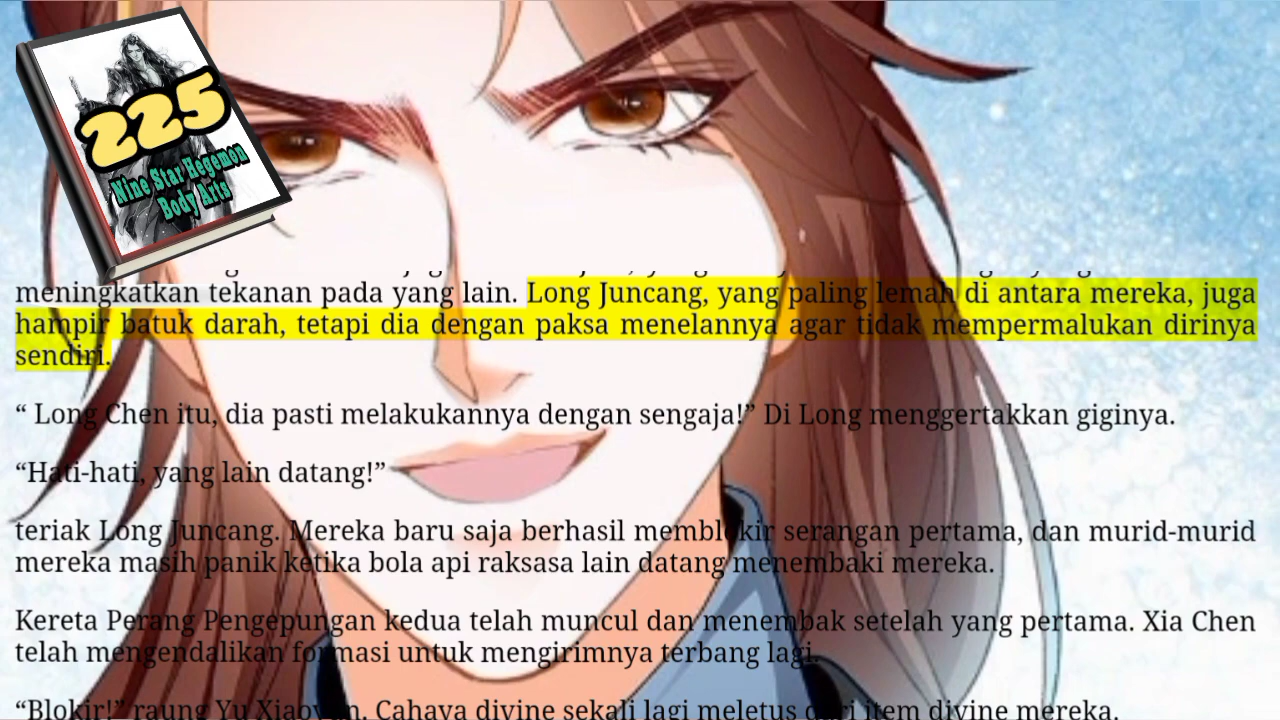 225
Nine Star Hegemon
Body Arts
meningkatkan tekanan pada yang lain. Long Juncang, yang paling lemah di antara mereka, juga
hampir batuk darah, tetapi dia dengan paksa menelannya agar tidak mempermalukan dirinya
sendiri.
“ Long Chen itu, dia pasti melakukannya dengan sengaja!” Di Long menggertakkan giginya.
“Hati-hati, yang lain datang!”
teriak Long Juncang. Mereka baru saja berhasil memblokir serangan pertama, dan murid-murid
mereka masih panik ketika bola api raksasa lain datang menembaki mereka.
Kereta Perang Pengepungan kedua telah muncul dan menembak setelah yang pertama. Xia Chen
telah mengendalikan formasi untuk mengirimnya terbang lagi.
“Blokir!” raung Yu Xiaoyun. Cahaya divine sekali lagi meletus dari item divine mereka.